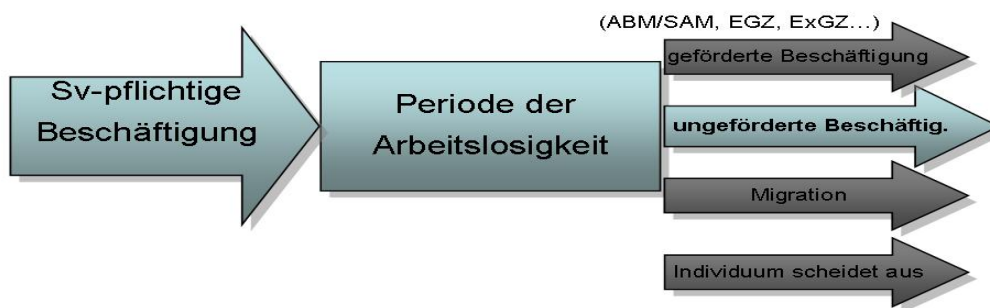 Sv-pflichtige
Beschäftigung
Periode der
Arbeitslosigkeit
(ABM/SAM, EGZ, ExGZ...)
geförderte Beschäftigung
ungeförderte Beschäftig.
Migration
Individuum scheidet aus